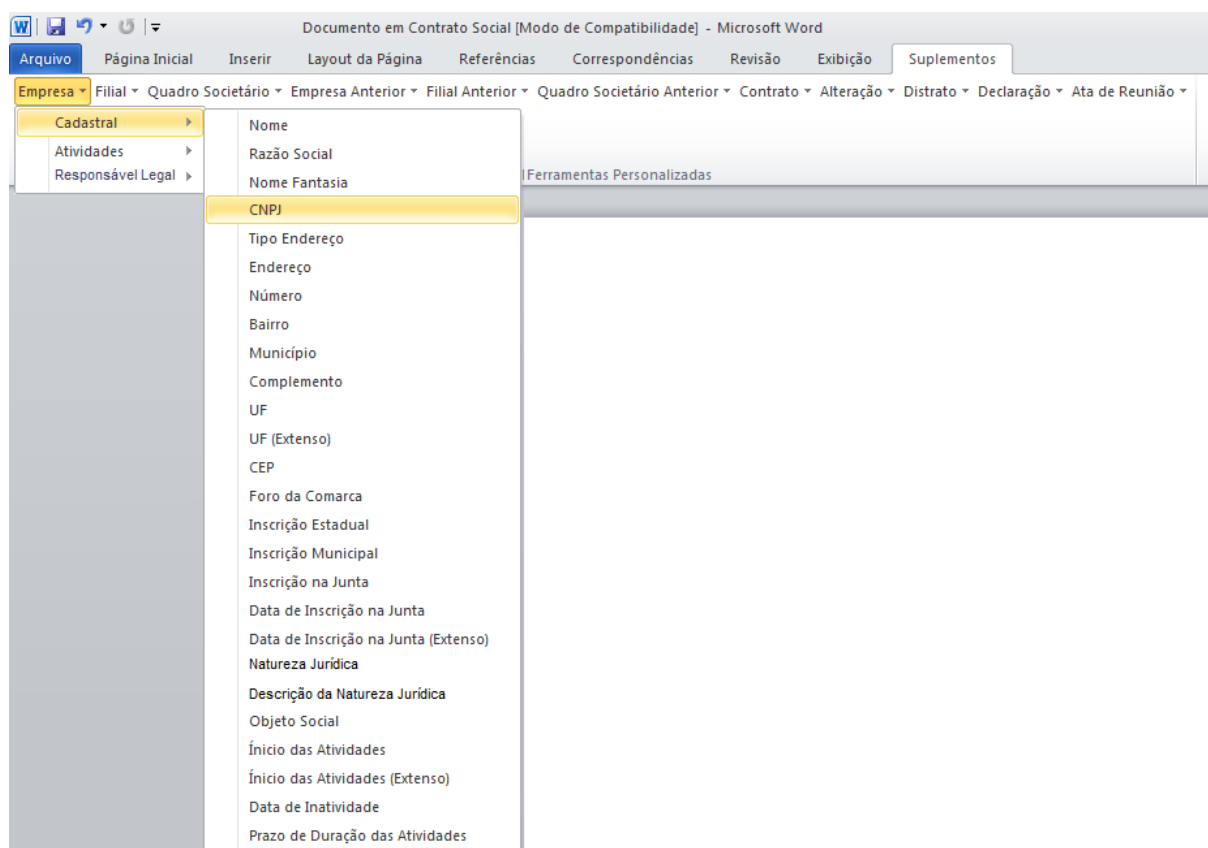 Documento em Contrato Social [Modo de Compatibilidade] - Microsoft Word
Arquivo Página Inicial Inserir Layout da Página Referências Correspondências Revisão Exibição Suplementos
Empresa Filial Quadro Societário Empresa Anterior Filial Anterior Quadro Societário Anterior Contrato Alteração Distrato Declaração Ata de Reunião
Cadastral
Atividades
Responsável Legal
Ferramentas Personalizadas
Nome
Razão Social
Nome Fantasia
CNPJ
Tipo Endereço
Endereço
Número
Bairro
Município
Complemento
UF
UF (Extenso)
CEP
Foro da Comarca
Inscrição Estadual
Inscrição Municipal
Inscrição na Junta
Data de Inscrição na Junta
Data de Inscrição na Junta (Extenso)
Natureza Jurídica
Descrição da Natureza Jurídica
Objeto Social
Ínicio das Atividades
Ínicio das Atividades (Extenso)
Data de Inatividade
Prazo de Duração das Atividades